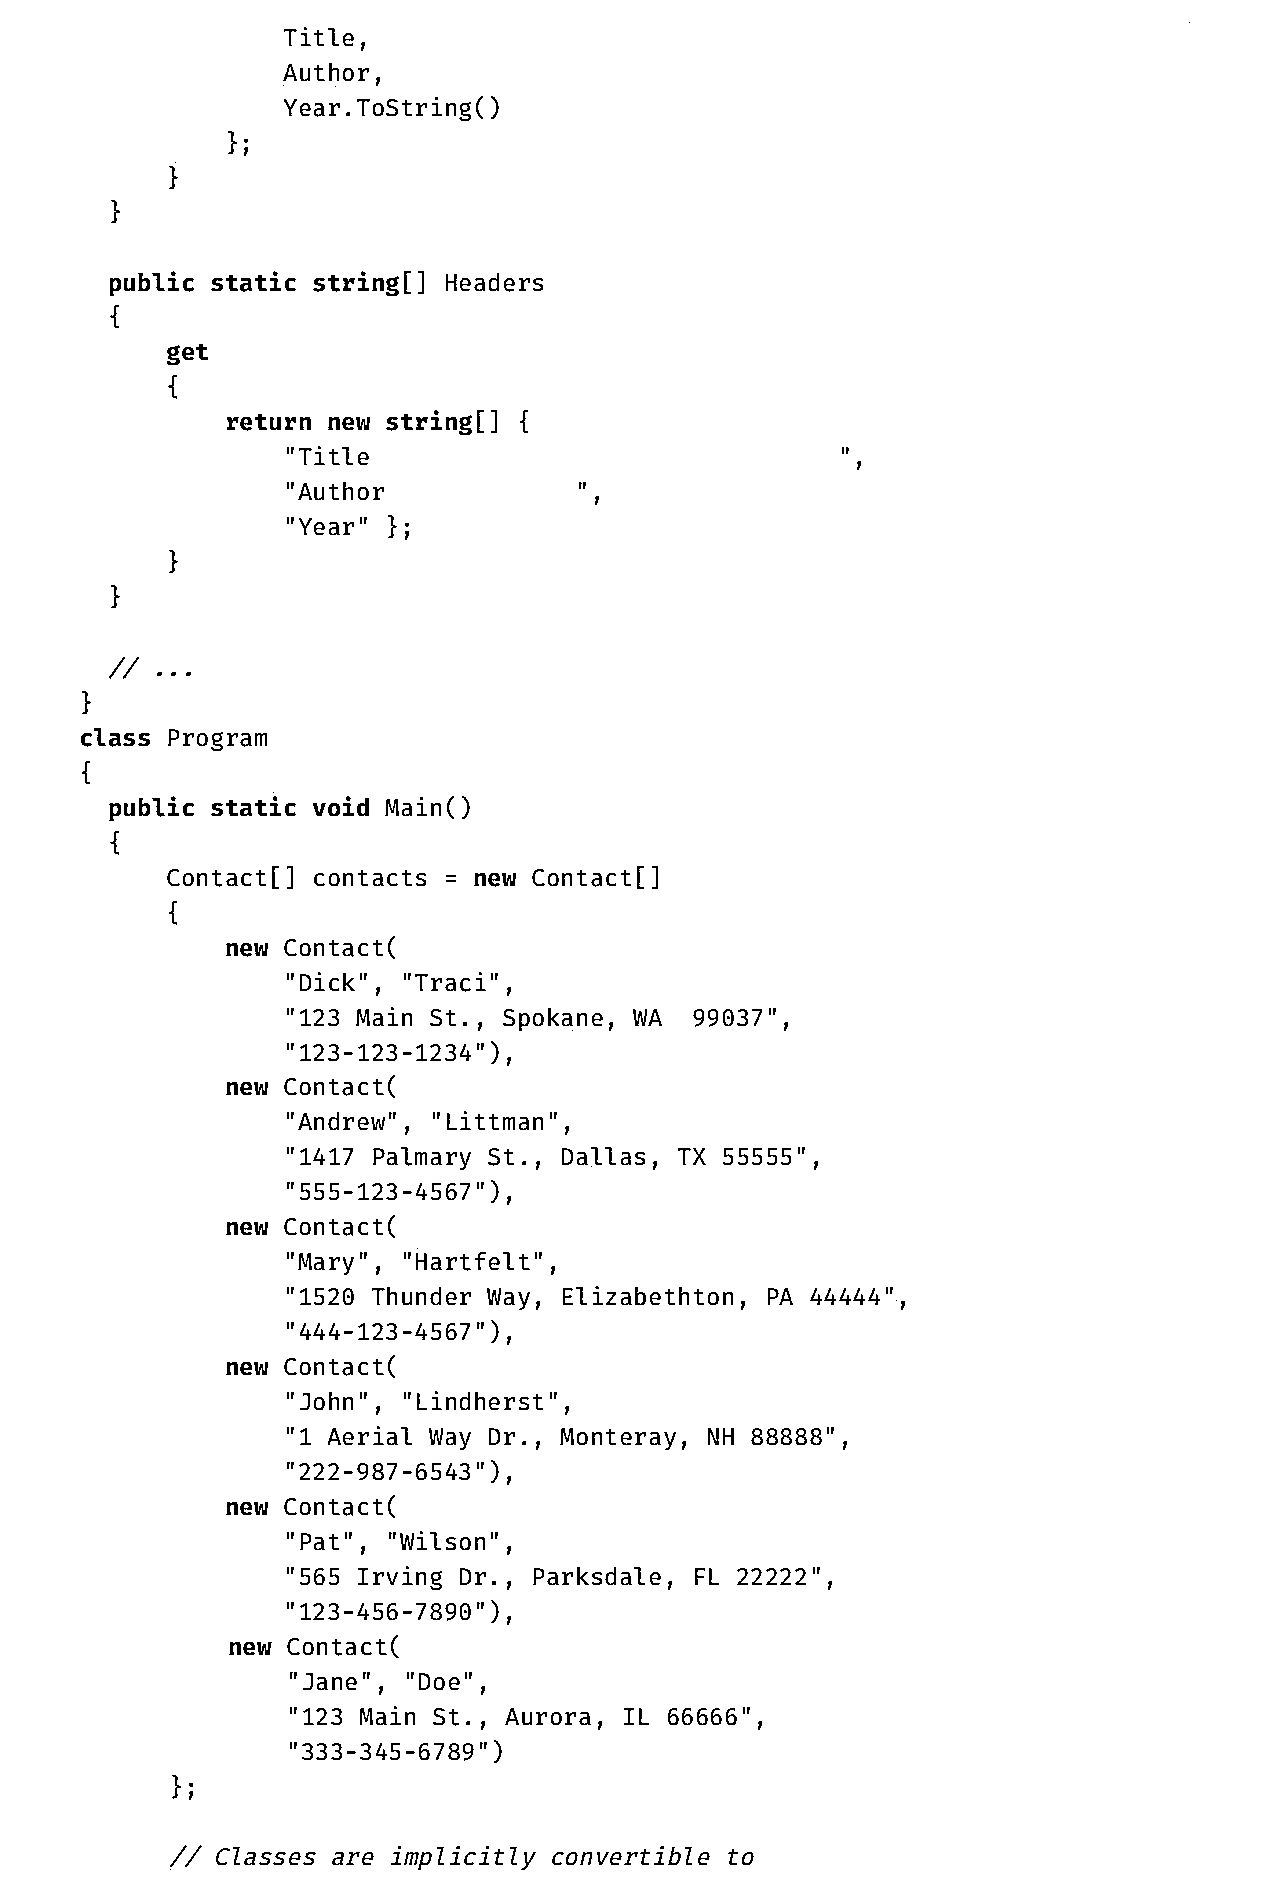 Title,
              Author,
              Year.ToString()
          };
      }
  }

  public static string[] Headers
  {
      get
      {
          return new string[] {
              "Title                                ",
              "Author             ",
              "Year" };
      }
  }

  // ...
}
class Program
{
  public static void Main()
  {
      Contact[] contacts = new Contact[]
      {
          new Contact(
              "Dick", "Traci",
              "123 Main St., Spokane, WA  99037",
              "123-123-1234"),
          new Contact(
              "Andrew", "Littman",
              "1417 Palmary St., Dallas, TX 55555",
              "555-123-4567"),
          new Contact(
              "Mary", "Hartfelt",
              "1520 Thunder Way, Elizabethton, PA 44444",
              "444-123-4567"),
          new Contact(
              "John", "Lindherst",
              "1 Aerial Way Dr., Monteray, NH 88888",
              "222-987-6543"),
          new Contact(
              "Pat", "Wilson",
              "565 Irving Dr., Parksdale, FL 22222",
              "123-456-7890"),
          new Contact(
              "Jane", "Doe",
              "123 Main St., Aurora, IL 66666",
              "333-345-6789")
      };

      // Classes are implicitly convertible to